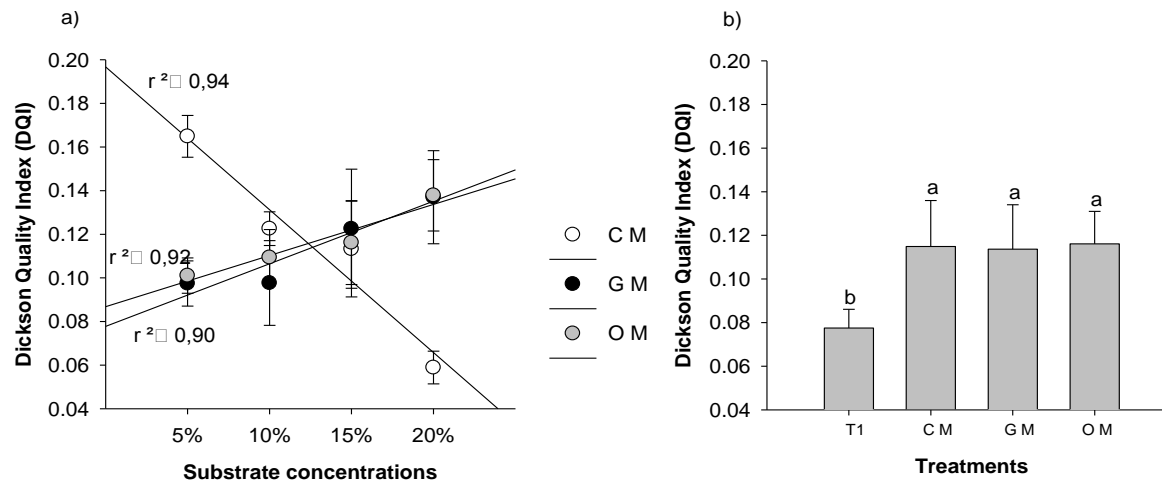 a)
Dickson Quality Index (DQI)
0.20
0.18
0.16
0.14
0.12
0.10
0.08
0.06
0.04
r ²□ 0,94
r ²□ 0,92
r ²□ 0,90
5% 10% 15% 20%
Substrate concentrations
C M
G M
O M
b)
Dickson Quality Index (DQI)
0.20
0.18
0.16
0.14
0.12
0.10
0.08
0.06
0.04
b a a a
T1 C M G M O M
Treatments